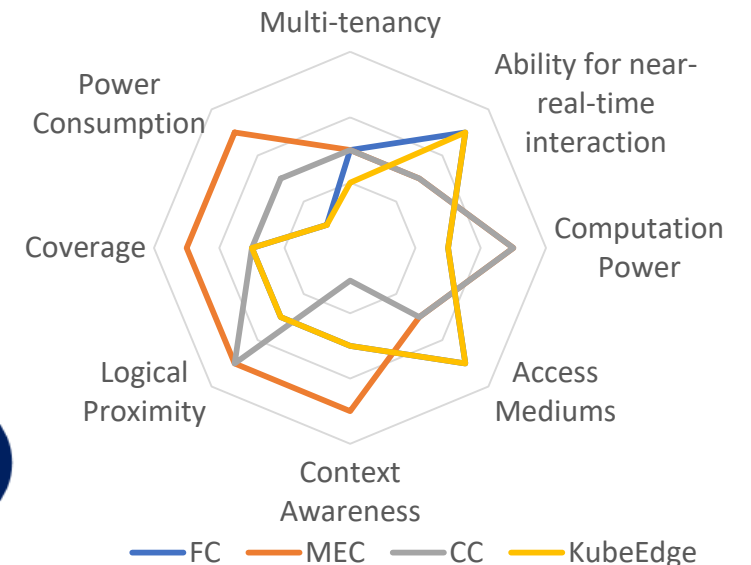 Multi-tenancy
Ability for near-
real-time
interaction
Power
Consumption
Coverage
Computation
Power
Logical
Proximity
Access
Mediums
Context
Awareness
FC
MEC
CC
KubeEdge